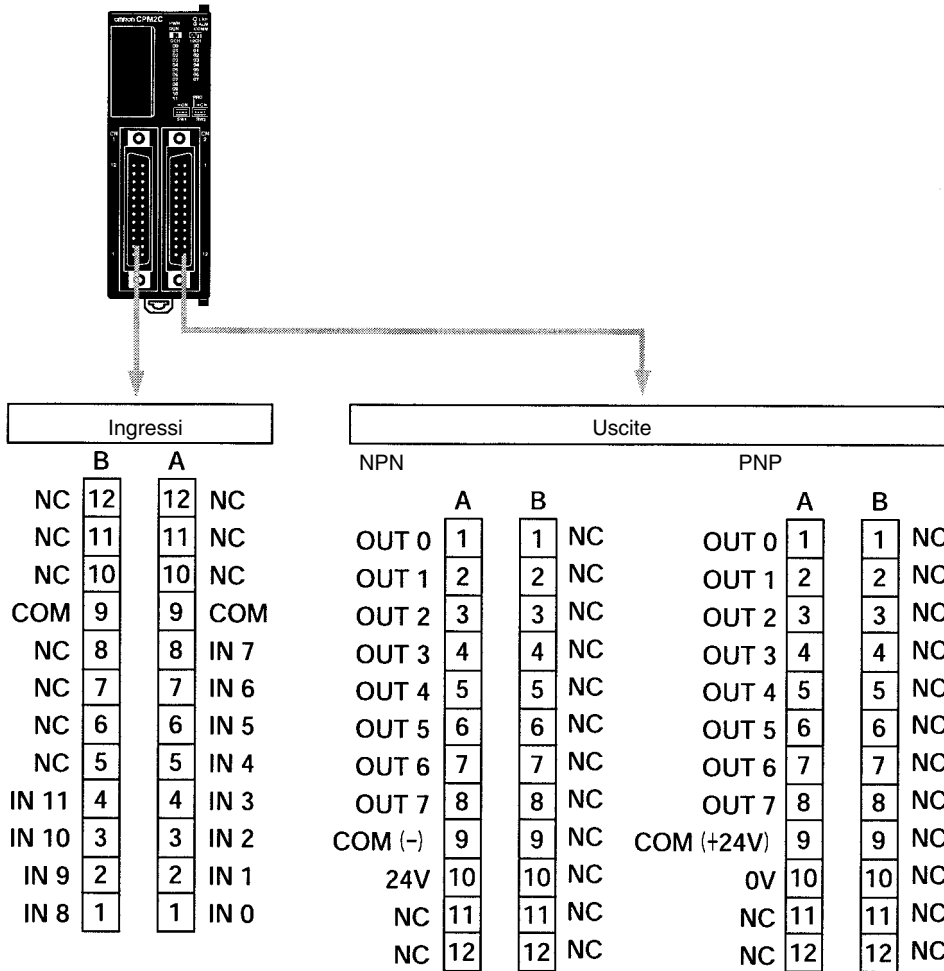 omron CPM2C
Ingressi
B A
NC 12 12 NC
NC 11 11 NC
NC 10 10 NC
COM 9 9 COM
NC 8 8 IN 7
NC 7 7 IN 6
NC 6 6 IN 5
NC 5 5 IN 4
IN 11 4 4 IN 3
IN 10 3 3 IN 2
IN 9 2 2 IN 1
IN 8 1 1 IN 0
Uscite
NPN
A B
OUT 0 1 1 NC
OUT 1 2 2 NC
OUT 2 3 3 NC
OUT 3 4 4 NC
OUT 4 5 5 NC
OUT 5 6 6 NC
OUT 6 7 7 NC
OUT 7 8 8 NC
COM (-) 9 9 NC
24V 10 10 NC
NC 11 11 NC
NC 12 12 NC
PNP
A B
OUT 0 1 1 NC
OUT 1 2 2 NC
OUT 2 3 3 NC
OUT 3 4 4 NC
OUT 4 5 5 NC
OUT 5 6 6 NC
OUT 6 7 7 NC
OUT 7 8 8 NC
COM (+24V) 9 9 NC
0V 10 10 NC
NC 11 11 NC
NC 12 12 NC